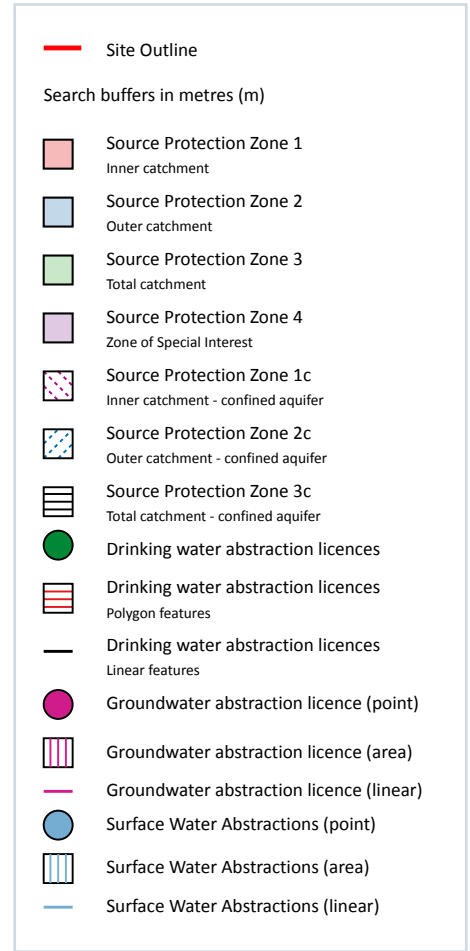 Site Outline
Search buffers in metres (m)
Source Protection Zone 1
Inner catchment
Source Protection Zone 2
Outer catchment
Source Protection Zone 3
Total catchment
Source Protection Zone 4
Zone of Special Interest
Source Protection Zone 1c
Inner catchment - confined aquifer
Source Protection Zone 2c
Outer catchment - confined aquifer
Source Protection Zone 3c
Total catchment - confined aquifer
Drinking water abstraction licences
Drinking water abstraction licences
Polygon features
Drinking water abstraction licences
Linear features
Groundwater abstraction licence (point)
Groundwater abstraction licence (area)
Groundwater abstraction licence (linear)
Surface Water Abstractions (point)
Surface Water Abstractions (area)
Surface Water Abstractions (linear)